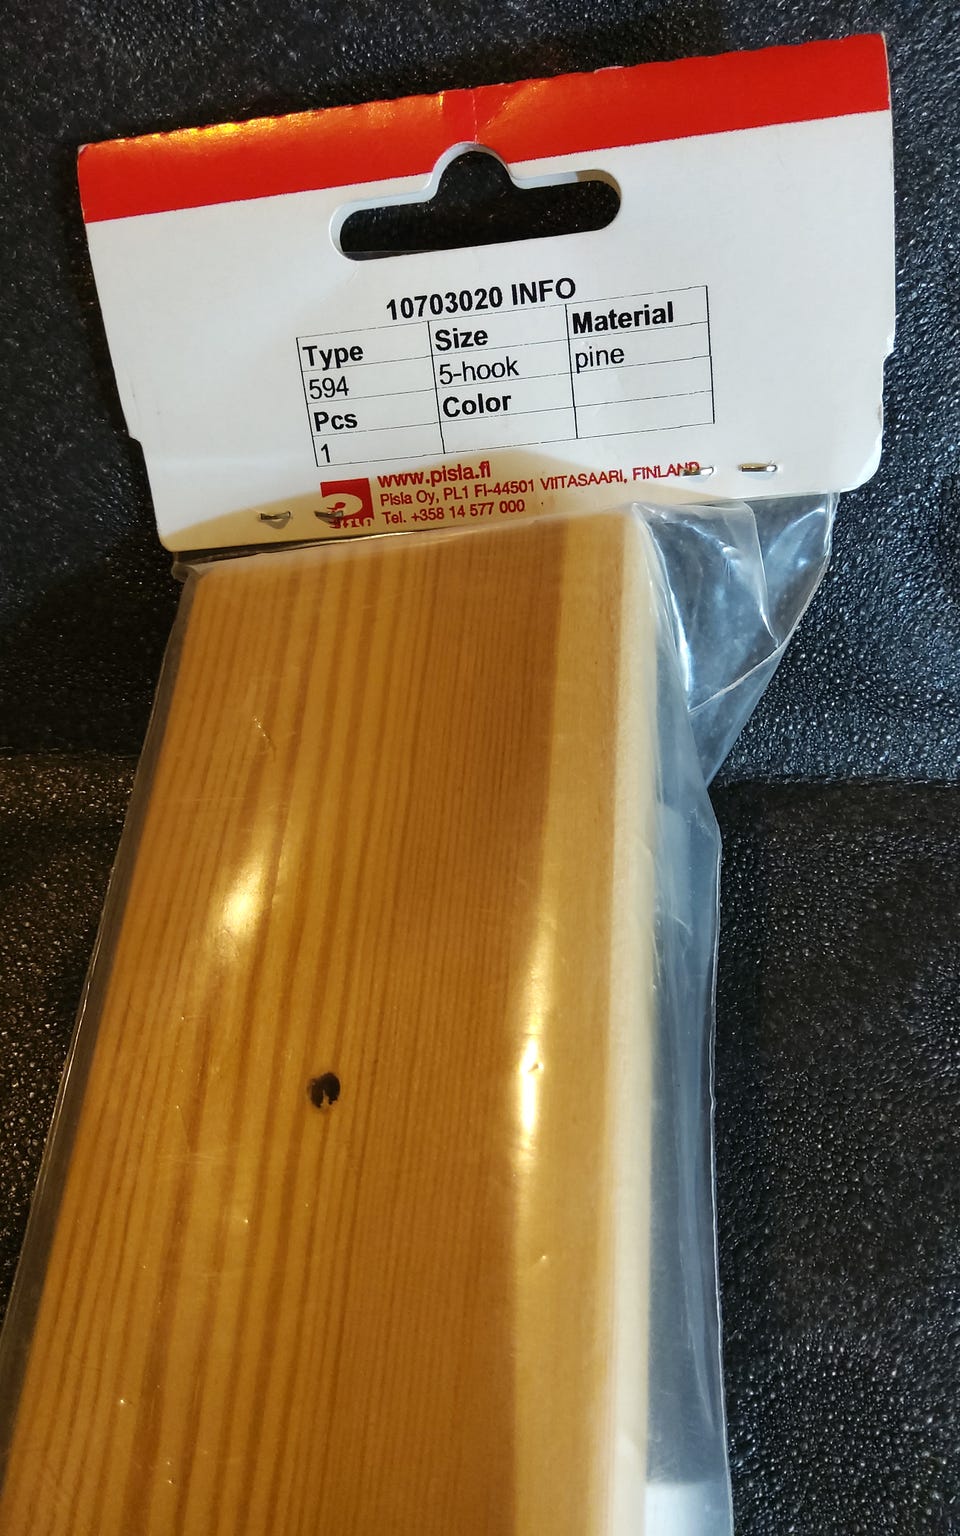 10703020 INFO
Type Size Material
594 5-hook pine
Pcs Color
1
www.pisla.fi
Pisla Oy, PL1 FI-44501 VIITASAARI, FINLAND
Tel. +358 14 577 000